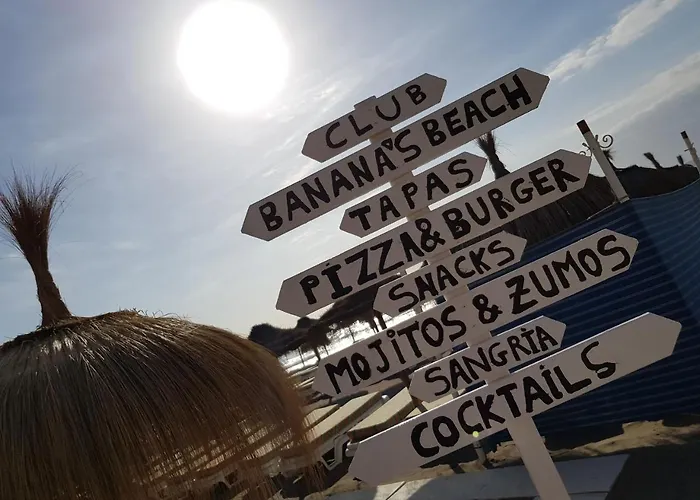 CLUB
BANANA'S BEACH
TAPAS
PIZZA & BURGER
SNACKS
MOJITOS & ZUMOS
SANGRIA
COCKTAILS